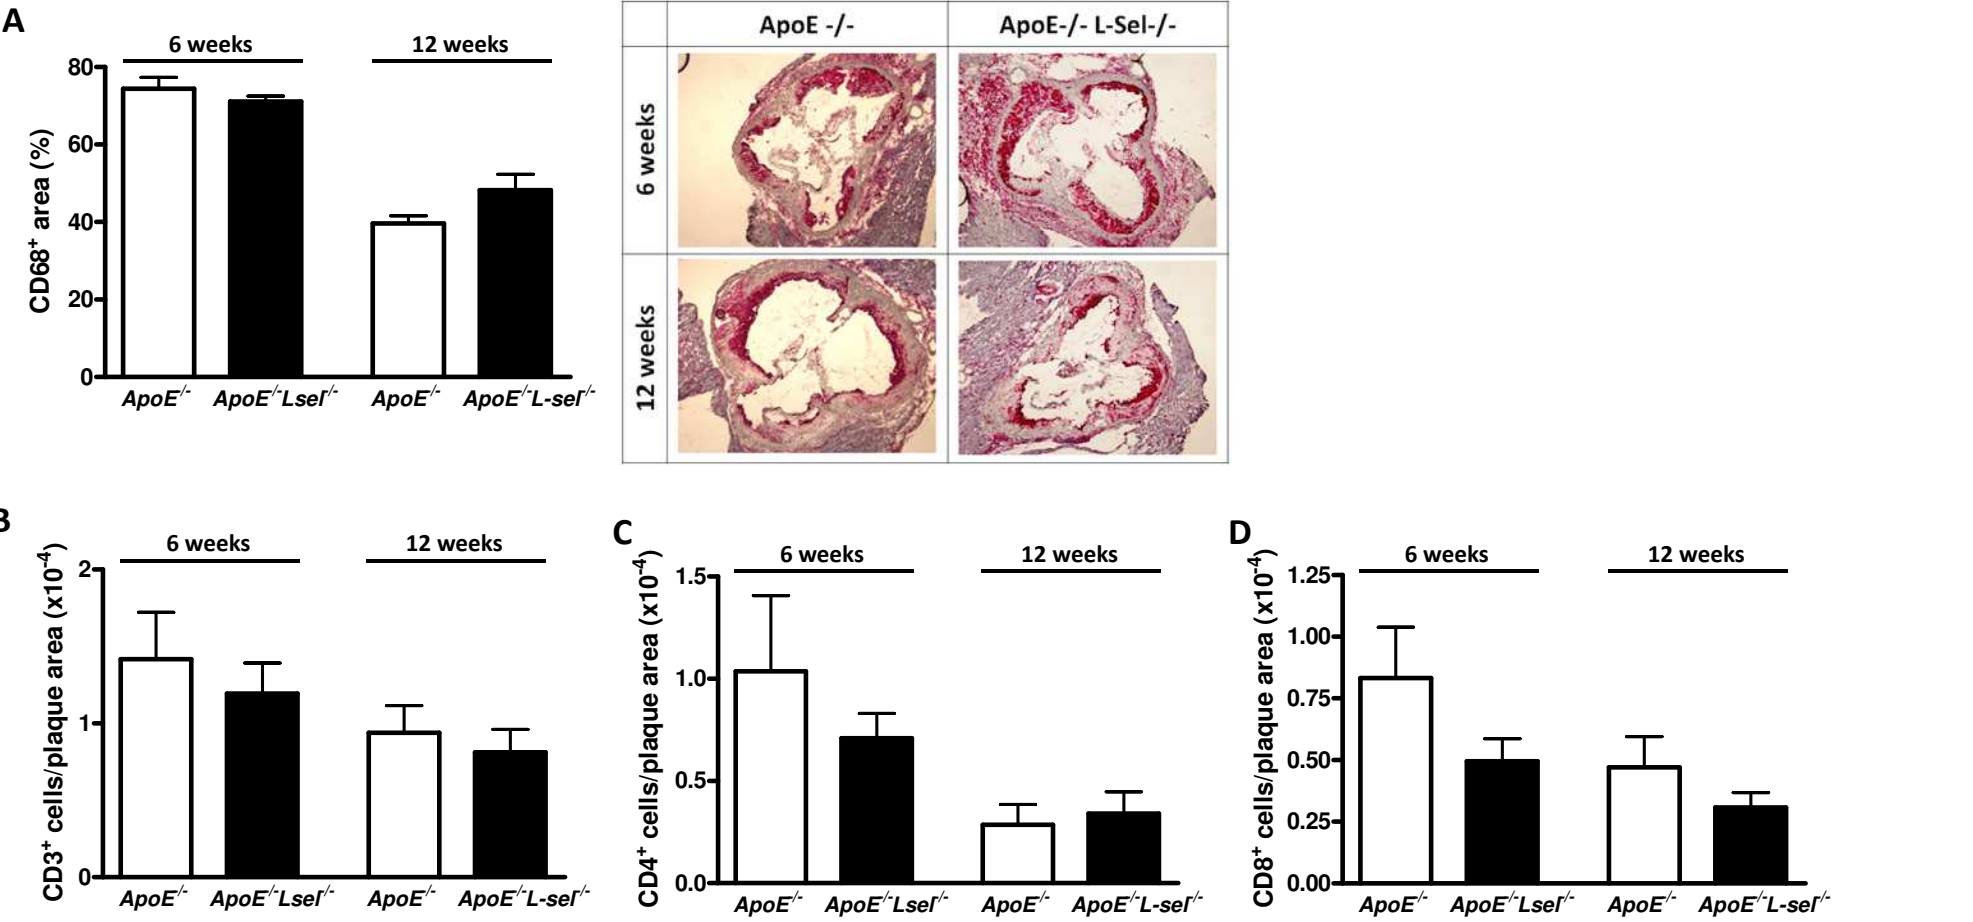 A
6 weeks 12 weeks
80
60
40
20
0
CD68+ area (%)
ApoE-/- ApoE-/-Lsel-/- ApoE-/- ApoE-/-L-sel-/-
ApoE -/- ApoE-/- L-Sel-/-
6 weeks
12 weeks
B
6 weeks 12 weeks
2
1
0
CD3+ cells/plaque area (x10-4)
ApoE-/- ApoE-/-Lsel-/- ApoE-/- ApoE-/-L-sel-/-
C
6 weeks 12 weeks
1.5
1.0
0.5
0.0
CD4+ cells/plaque area (x10-4)
ApoE-/- ApoE-/-Lsel-/- ApoE-/- ApoE-/-L-sel-/-
D
6 weeks 12 weeks
1.25
1.00
0.75
0.50
0.25
0.00
CD8+ cells/plaque area (x10-4)
ApoE-/- ApoE-/-Lsel-/- ApoE-/- ApoE-/-L-sel-/-